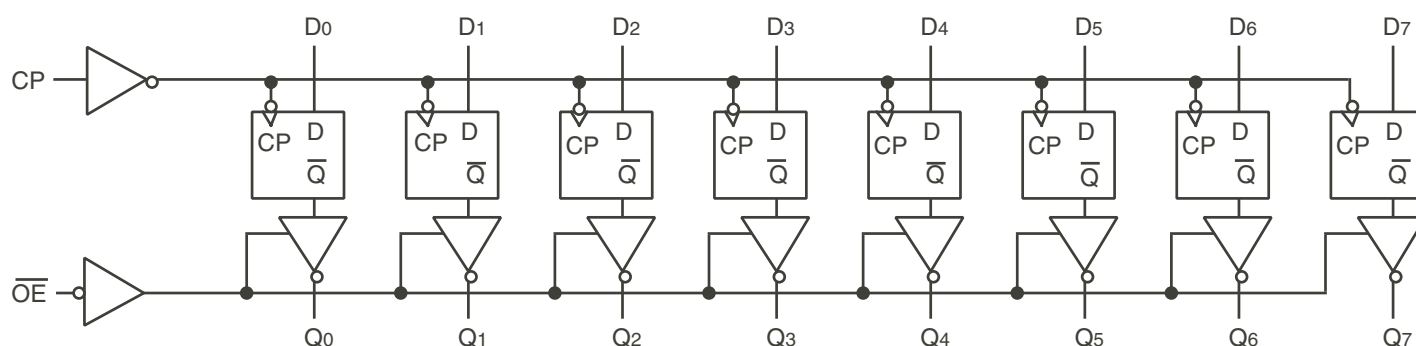 D0 D1 D2 D3 D4 D5 D6 D7
CP
CP D CP D CP D CP D CP D CP D CP D CP D
Q̅ Q̅ Q̅ Q̅ Q̅ Q̅ Q̅ Q̅
O̅E̅
Q0 Q1 Q2 Q3 Q4 Q5 Q6 Q7